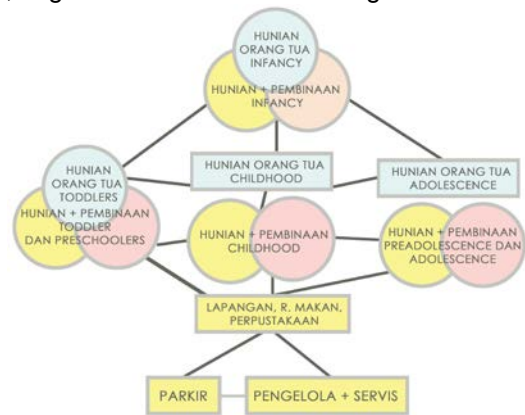 HUNIAN
ORANG TUA
INFANCY
HUNIAN + PEMBINAAN
INFANCY
HUNIAN
ORANG TUA
TODDLERS
HUNIAN + PEMBINAAN
TODDLER
DAN PRESCHOOLERS
HUNIAN ORANG TUA
CHILDHOOD
HUNIAN ORANG TUA
ADOLESCENCE
HUNIAN + PEMBINAAN
CHILDHOOD
HUNIAN + PEMBINAAN
PREADOLESCENCE DAN
ADOLESCENCE
LAPANGAN, R. MAKAN,
PERPUSTAKAAN
PARKIR
PENGELOLA + SERVIS